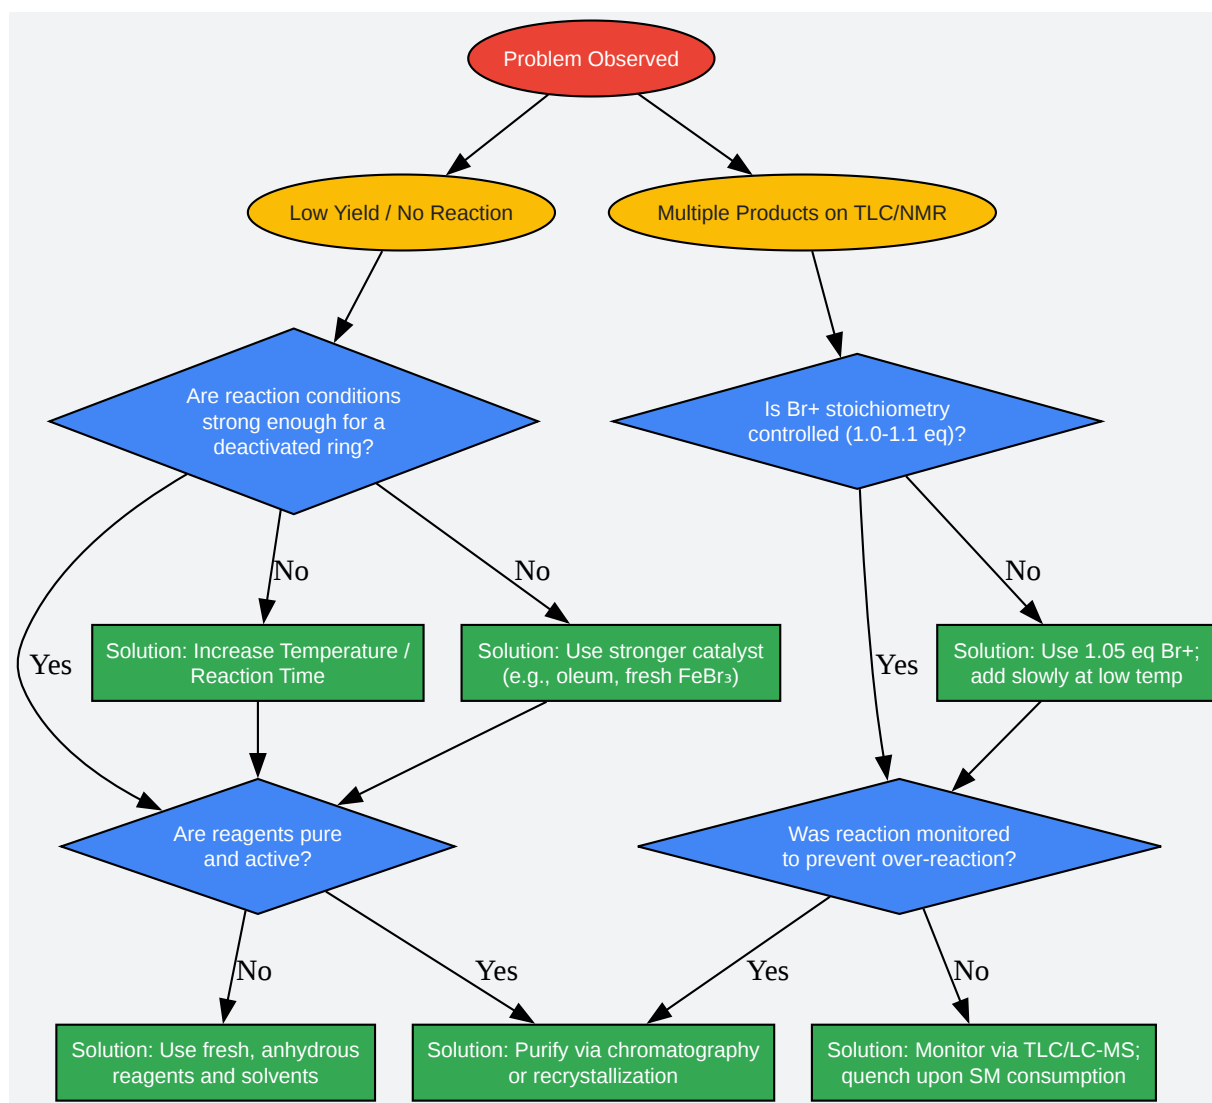 Problem Observed
Low Yield / No Reaction
Multiple Products on TLC/NMR
Are reaction conditions
strong enough for a
deactivated ring?
Is Br+ stoichiometry
controlled (1.0-1.1 eq)?
No
No
No
Yes
Solution: Increase Temperature /
Reaction Time
Solution: Use stronger catalyst
(e.g., oleum, fresh FeBr₃)
Yes
Solution: Use 1.05 eq Br+;
add slowly at low temp
Are reagents pure
and active?
Was reaction monitored
to prevent over-reaction?
No
Yes
Yes
No
Solution: Use fresh, anhydrous
reagents and solvents
Solution: Purify via chromatography
or recrystallization
Solution: Monitor via TLC/LC-MS;
quench upon SM consumption